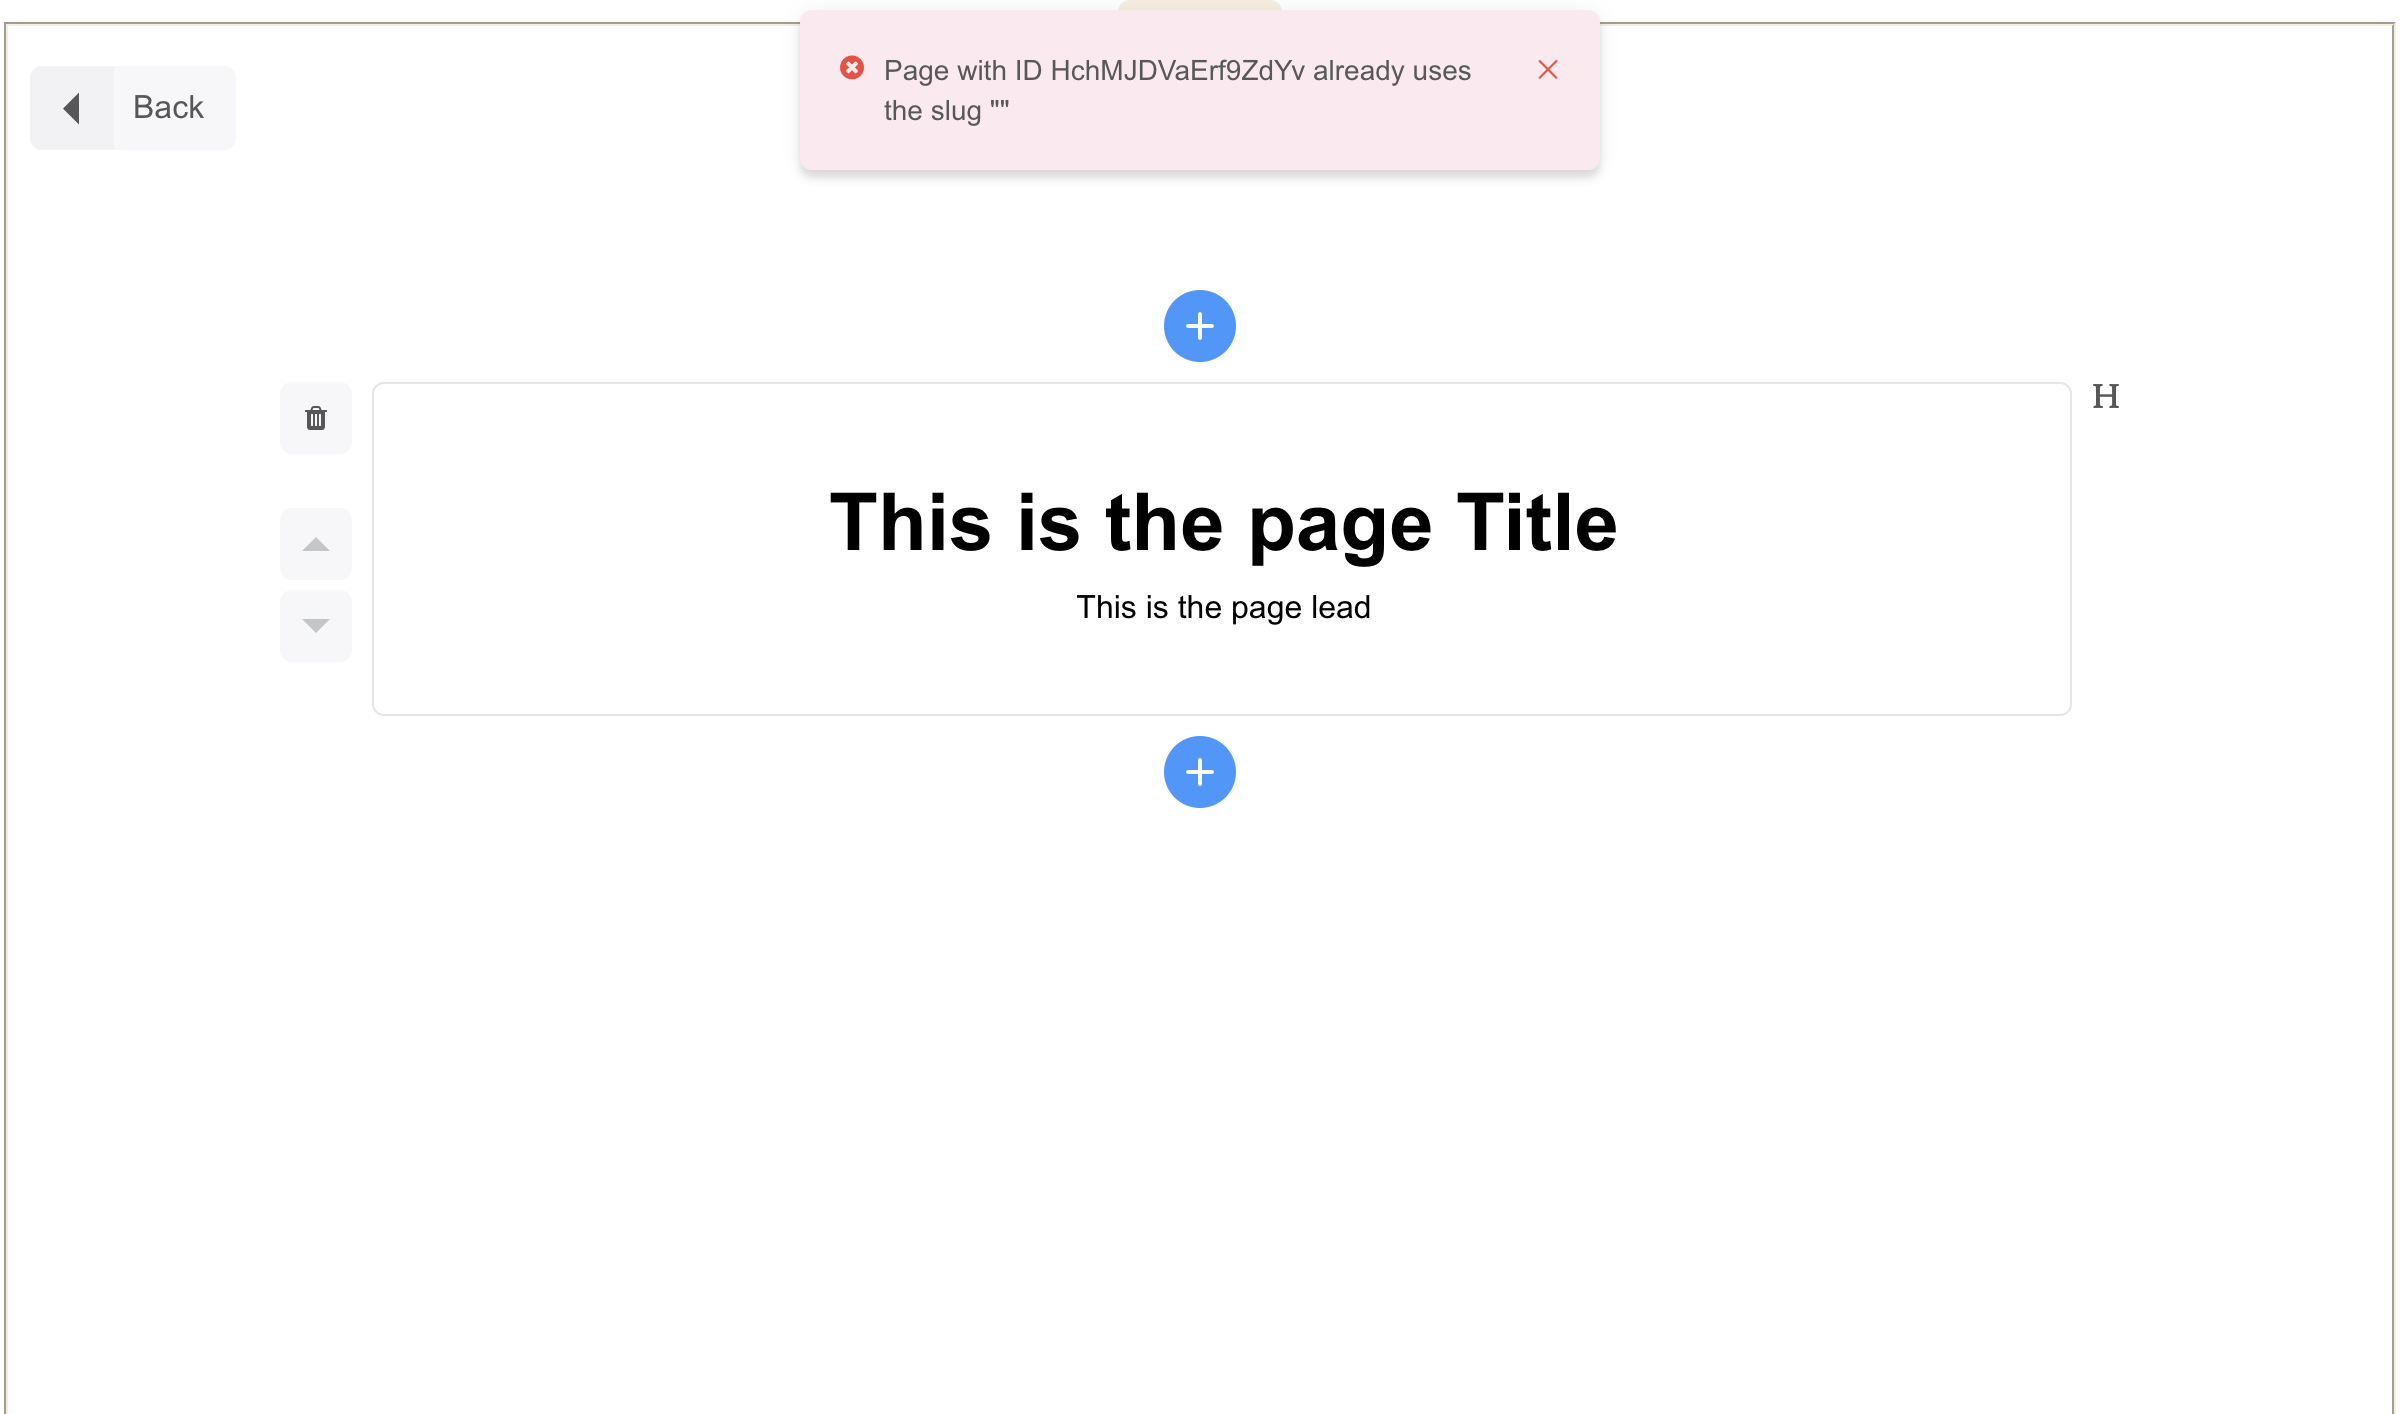 Page with ID HchMJDVaErf9ZdYv already uses
the slug ""
Back
H
This is the page Title
This is the page lead